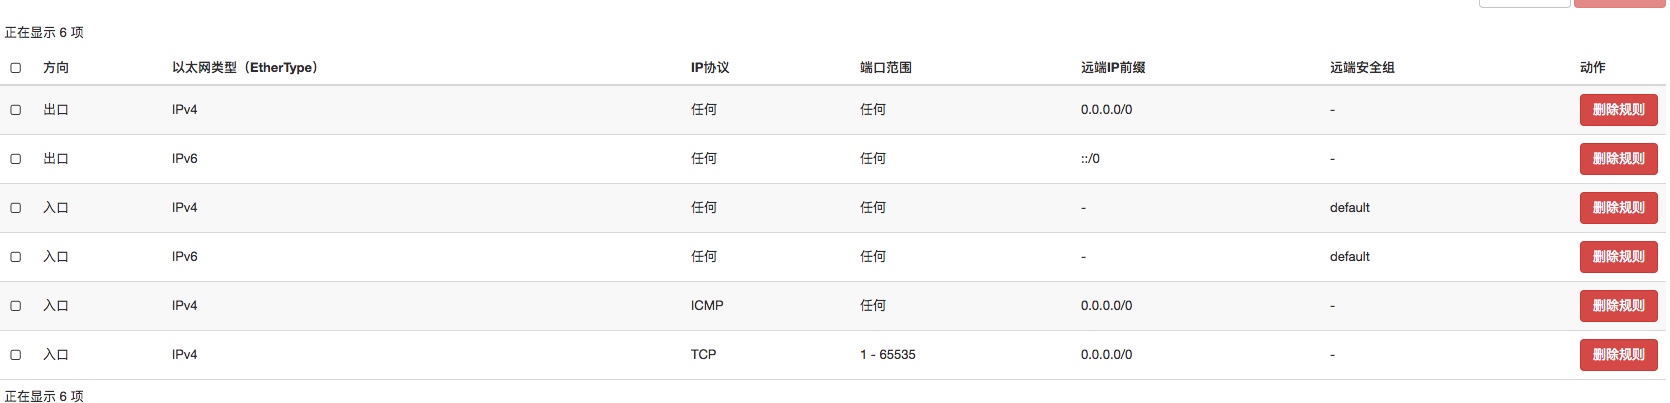 正在显示 6 项
方向 以太网类型（EtherType） IP协议 端口范围 远端IP前缀 远端安全组 动作
出口 IPv4 任何 任何 0.0.0.0/0 - 删除规则
出口 IPv6 任何 任何 ::/0 - 删除规则
入口 IPv4 任何 任何 - default 删除规则
入口 IPv6 任何 任何 - default 删除规则
入口 IPv4 ICMP 任何 0.0.0.0/0 - 删除规则
入口 IPv4 TCP 1 - 65535 0.0.0.0/0 - 删除规则
正在显示 6 项